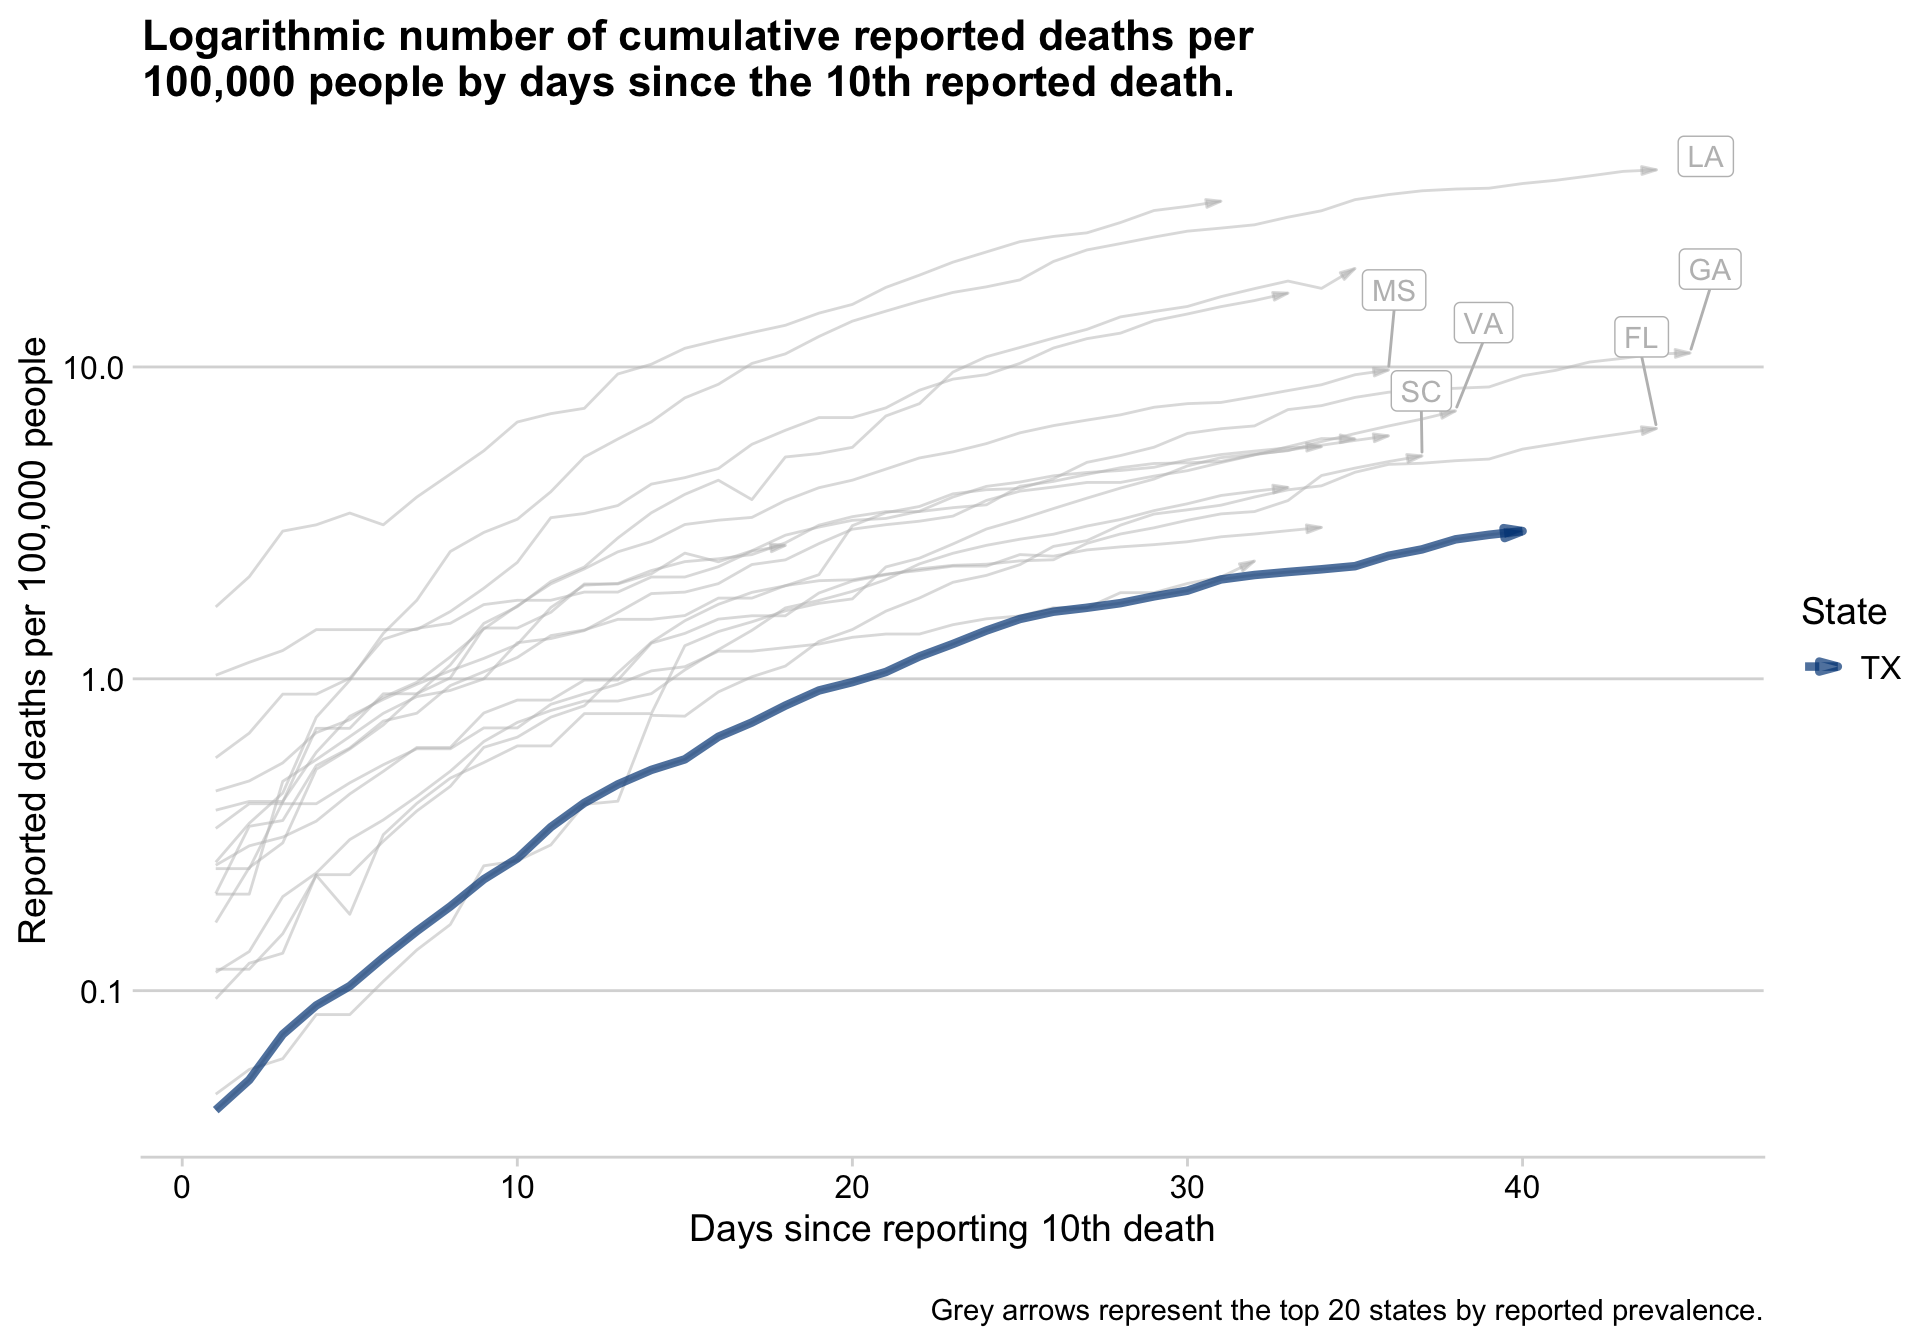 Logarithmic number of cumulative reported deaths per
100,000 people by days since the 10th reported death.
LA
GA
MS
VA
FL
SC
10.0
1.0
0.1
Reported deaths per 100,000 people
State
TX
0
10
20
30
40
Days since reporting 10th death
Grey arrows represent the top 20 states by reported prevalence.